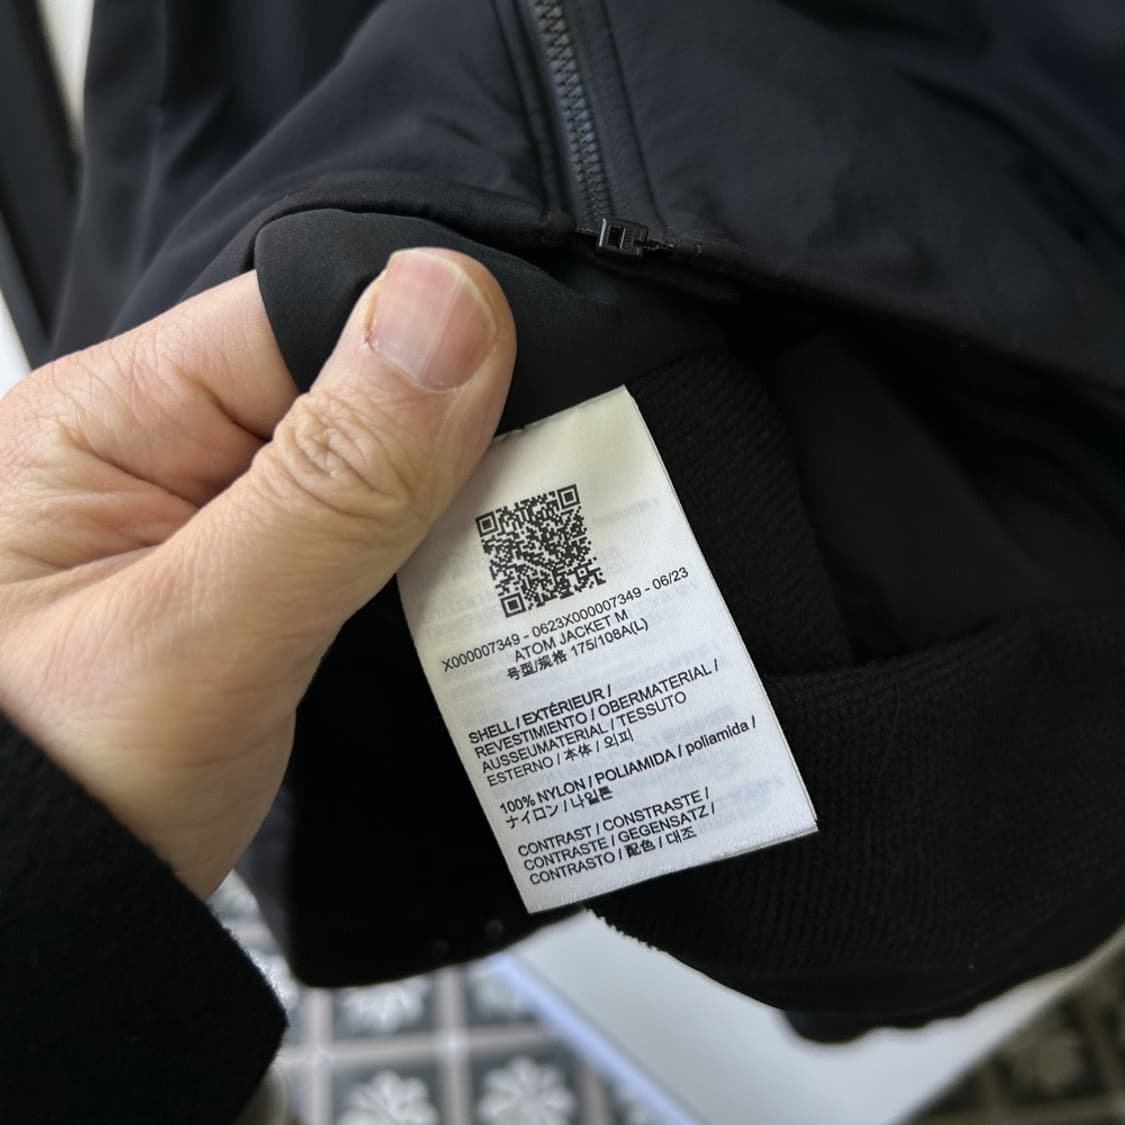 X000007349 - 0623X000007349 - 06/23
ATOM JACKET M
号型/规格 175/108A(L)
SHELL / EXTÉRIEUR /
REVESTIMIENTO / OBERMATERIAL /
AUSSEUMATERIAL / TESSUTO
ESTERNO / 本体 / 외피
100% NYLON / POLIAMIDA / poliamida /
ナイロン / 나일론
CONTRAST / CONSTRASTE /
CONTRASTE / GEGENSATZ /
CONTRASTO / 配色 / 대조